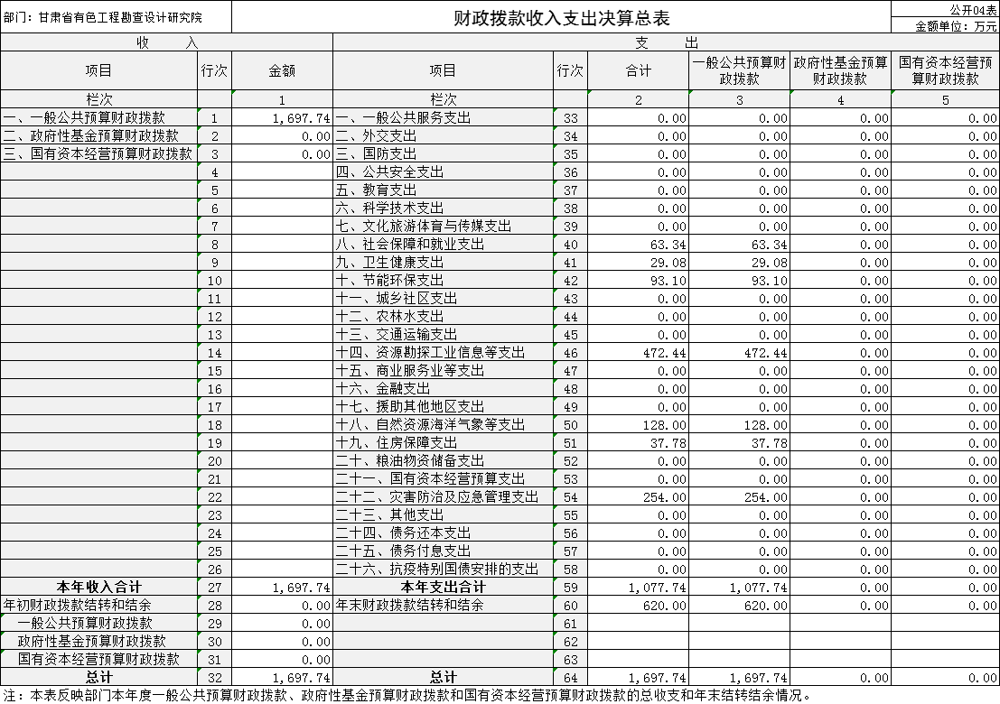 部门：甘肃省有色工程勘查设计研究院 财政拨款收入支出决算总表 公开04表
金额单位：万元
收 入 支 出
项目 行次 金额 项目 行次 合计 一般公共预算财政拨款 政府性基金预算财政拨款 国有资本经营预算财政拨款
栏次 1 栏次 2 3 4 5
一、一般公共预算财政拨款 1 1,697.74 一、一般公共服务支出 33 0.00 0.00 0.00 0.00
二、政府性基金预算财政拨款 2 0.00 二、外交支出 34 0.00 0.00 0.00 0.00
三、国有资本经营预算财政拨款 3 0.00 三、国防支出 35 0.00 0.00 0.00 0.00
4 四、公共安全支出 36 0.00 0.00 0.00 0.00
5 五、教育支出 37 0.00 0.00 0.00 0.00
6 六、科学技术支出 38 0.00 0.00 0.00 0.00
7 七、文化旅游体育与传媒支出 39 0.00 0.00 0.00 0.00
8 八、社会保障和就业支出 40 63.34 63.34 0.00 0.00
9 九、卫生健康支出 41 29.08 29.08 0.00 0.00
10 十、节能环保支出 42 93.10 93.10 0.00 0.00
11 十一、城乡社区支出 43 0.00 0.00 0.00 0.00
12 十二、农林水支出 44 0.00 0.00 0.00 0.00
13 十三、交通运输支出 45 0.00 0.00 0.00 0.00
14 十四、资源勘探工业信息等支出 46 472.44 472.44 0.00 0.00
15 十五、商业服务业等支出 47 0.00 0.00 0.00 0.00
16 十六、金融支出 48 0.00 0.00 0.00 0.00
17 十七、援助其他地区支出 49 0.00 0.00 0.00 0.00
18 十八、自然资源海洋气象等支出 50 128.00 128.00 0.00 0.00
19 十九、住房保障支出 51 37.78 37.78 0.00 0.00
20 二十、粮油物资储备支出 52 0.00 0.00 0.00 0.00
21 二十一、国有资本经营预算支出 53 0.00 0.00 0.00 0.00
22 二十二、灾害防治及应急管理支出 54 254.00 254.00 0.00 0.00
23 二十三、其他支出 55 0.00 0.00 0.00 0.00
24 二十四、债务还本支出 56 0.00 0.00 0.00 0.00
25 二十五、债务付息支出 57 0.00 0.00 0.00 0.00
26 二十六、抗疫特别国债安排的支出 58 0.00 0.00 0.00 0.00
本年收入合计 27 1,697.74 本年支出合计 59 1,077.74 1,077.74 0.00 0.00
年初财政拨款结转和结余 28 0.00 年末财政拨款结转和结余 60 620.00 620.00 0.00 0.00
一般公共预算财政拨款 29 0.00 61
政府性基金预算财政拨款 30 0.00 62
国有资本经营预算财政拨款 31 0.00 63
总计 32 1,697.74 总计 64 1,697.74 1,697.74 0.00 0.00
注：本表反映部门本年度一般公共预算财政拨款、政府性基金预算财政拨款和国有资本经营预算财政拨款的总收支和年末结转结余情况。